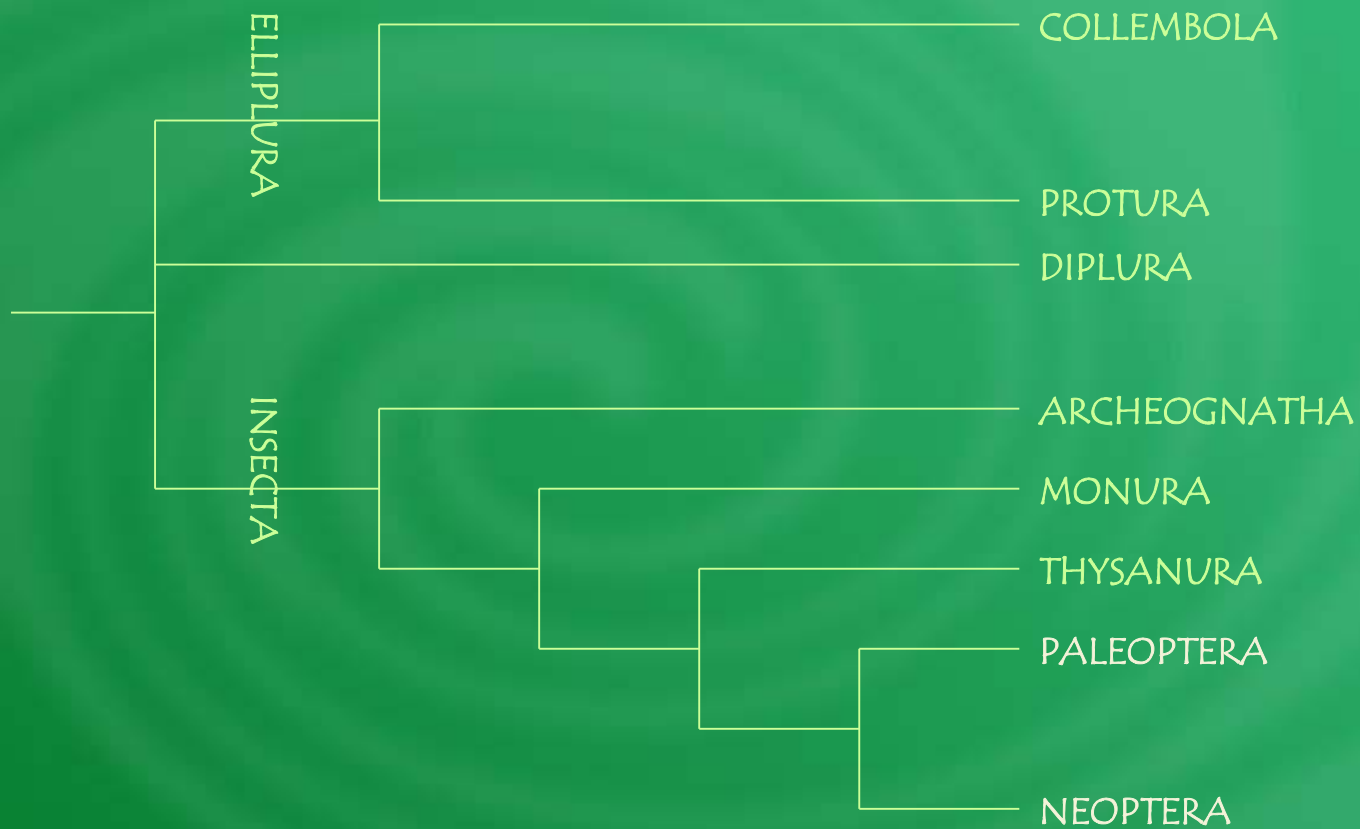 ELLIPLURA
COLLEMBOLA
PROTURA
DIPLURA
INSECTA
ARCHEOGNATHA
MONURA
THYSANURA
PALEOPTERA
NEOPTERA